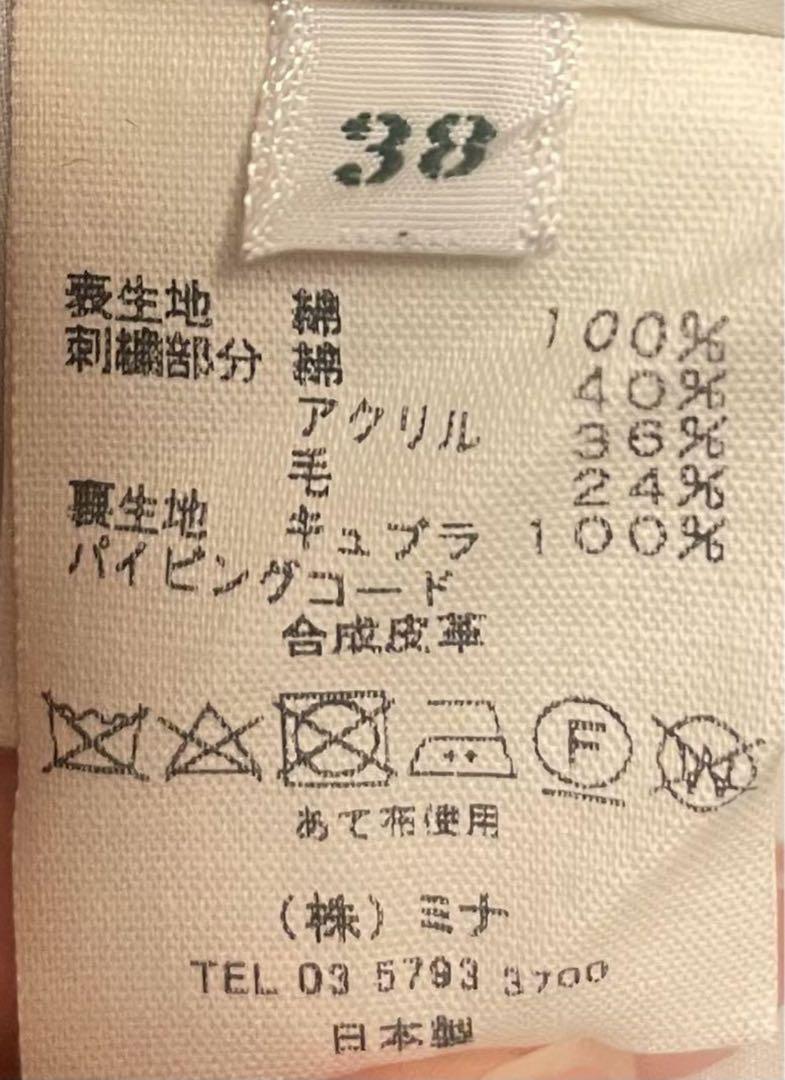 38
表生地 綿 100%
刺繍部分 綿 40%
アクリル 36%
毛 24%
裏生地 キュプラ 100%
パイピングコード
合成皮革
F W
あて布使用
(株)ミナ
TEL 03 5793 3700
日本製